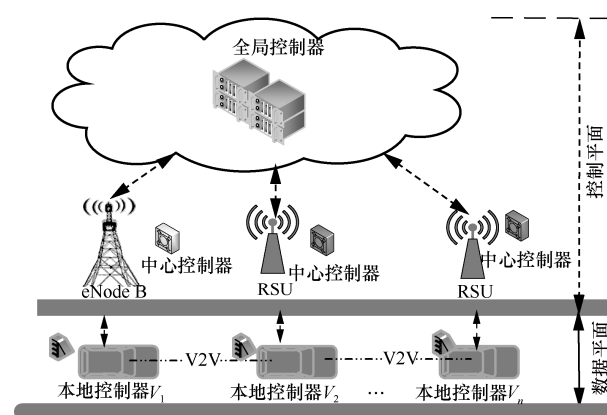 全局控制器
控制平面
中心控制器
eNode B
中心控制器
RSU
中心控制器
RSU
V2V
V2V
数据平面
本地控制器V1
本地控制器V2
…
本地控制器Vn